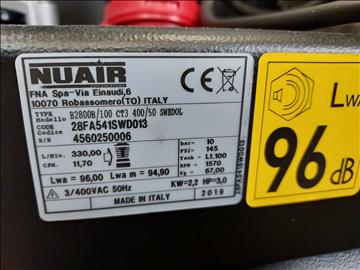 NUAIR
FNA Spa-Via Einaudi,6
10070 Robassomero(TO) ITALY
Type
Modello B2800B/100 CT3 400/50 SWEDOL
Code
Codice 28FA541SWD013
S/N 4560250006
L/Min. 330,00 bar= 10
CFM. 11,70 PSI= 145
Lt.100
RPM= 1570
Kg = 67,00
Lwa = 96,00 Lwa m = 94,90
3/400VAC 50Hz KW=2,2 HP=3,0
MADE IN ITALY 2019
28FA541SWD013
LWA
96
dB